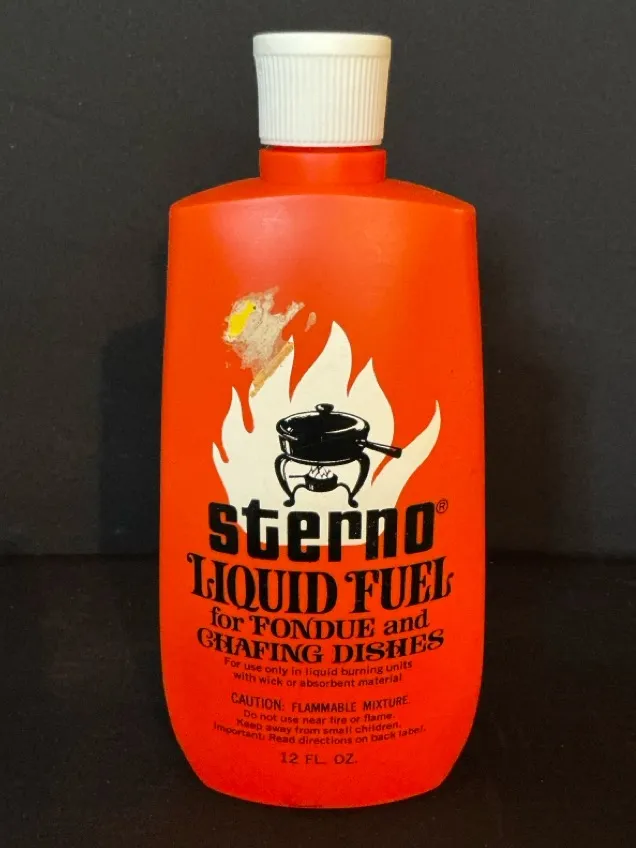 sterno®
LIQUID FUEL
for FONDUE and
CHAFING DISHES
For use only in liquid burning units
with wick or absorbent material
CAUTION: FLAMMABLE MIXTURE.
Do not use near fire or flame.
Keep away from small children.
Important: Read directions on back label.
12 FL. OZ.